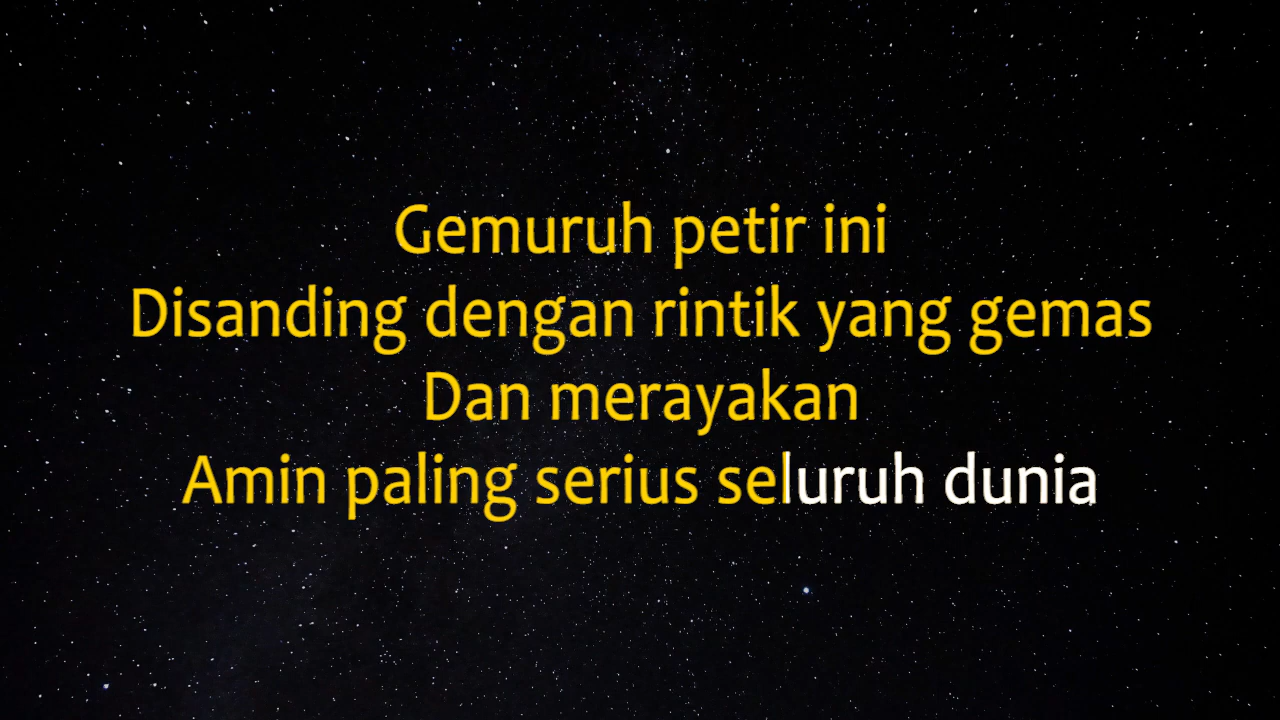 Gemuruh petir ini
Disanding dengan rintik yang gemas
Dan merayakan
Amin paling serius seluruh dunia